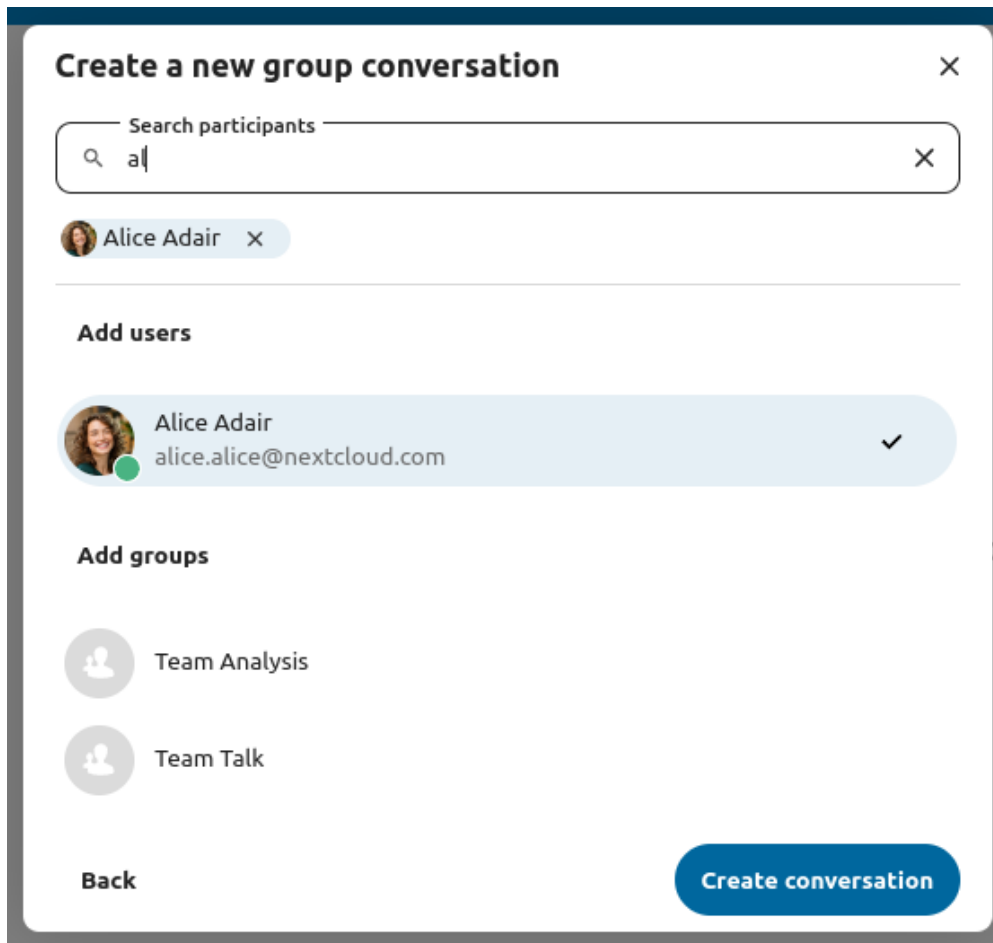 Create a new group conversation
Search participants
al
Alice Adair
Add users
Alice Adair
alice.alice@nextcloud.com
Add groups
Team Analysis
Team Talk
Back
Create conversation